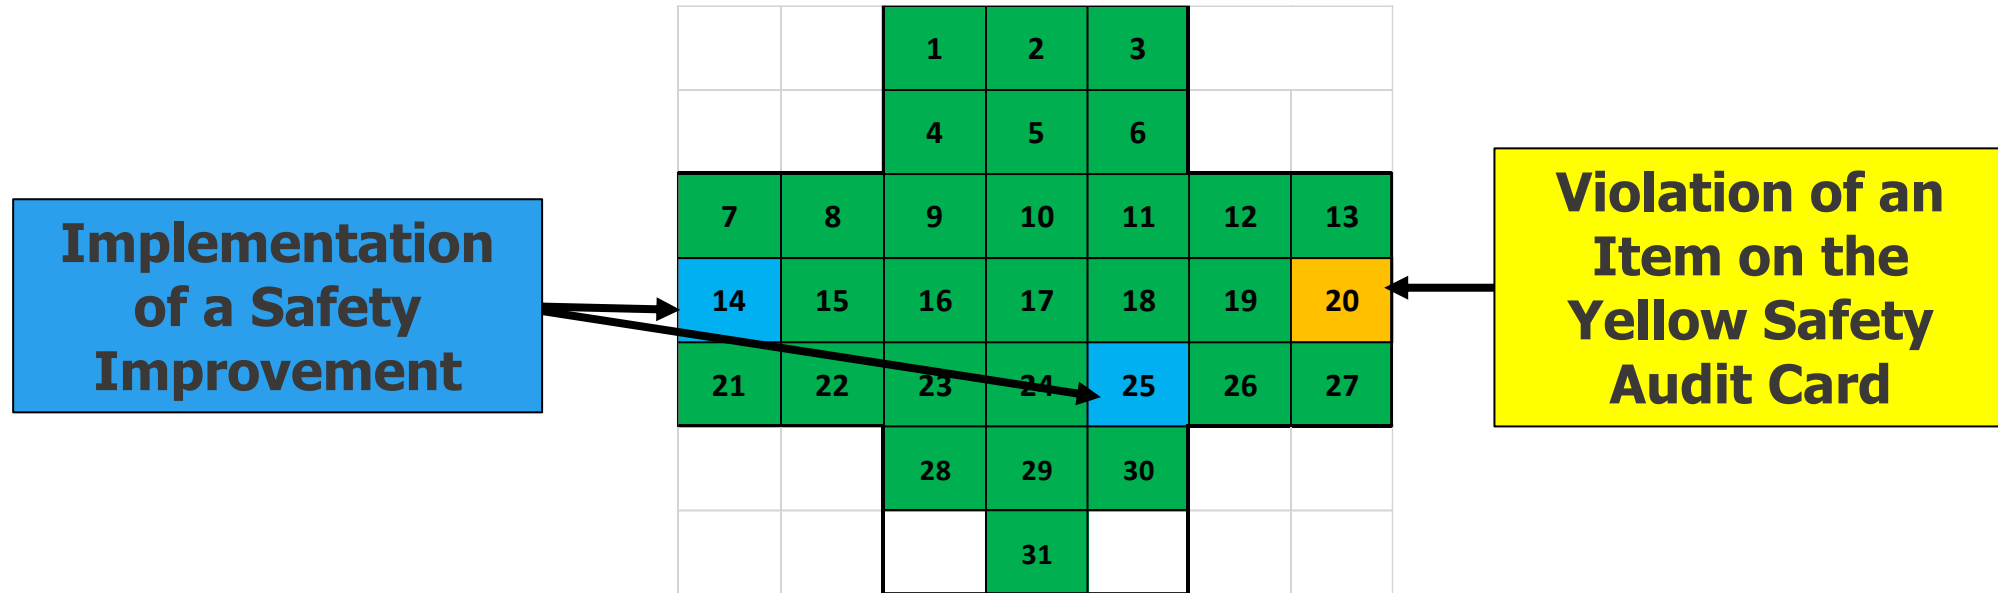 1 2 3
4 5 6
7 8 9 10 11 12 13
14 15 16 17 18 19 20
21 22 23 24 25 26 27
28 29 30
31
Implementation
of a Safety
Improvement
Violation of an
Item on the
Yellow Safety
Audit Card